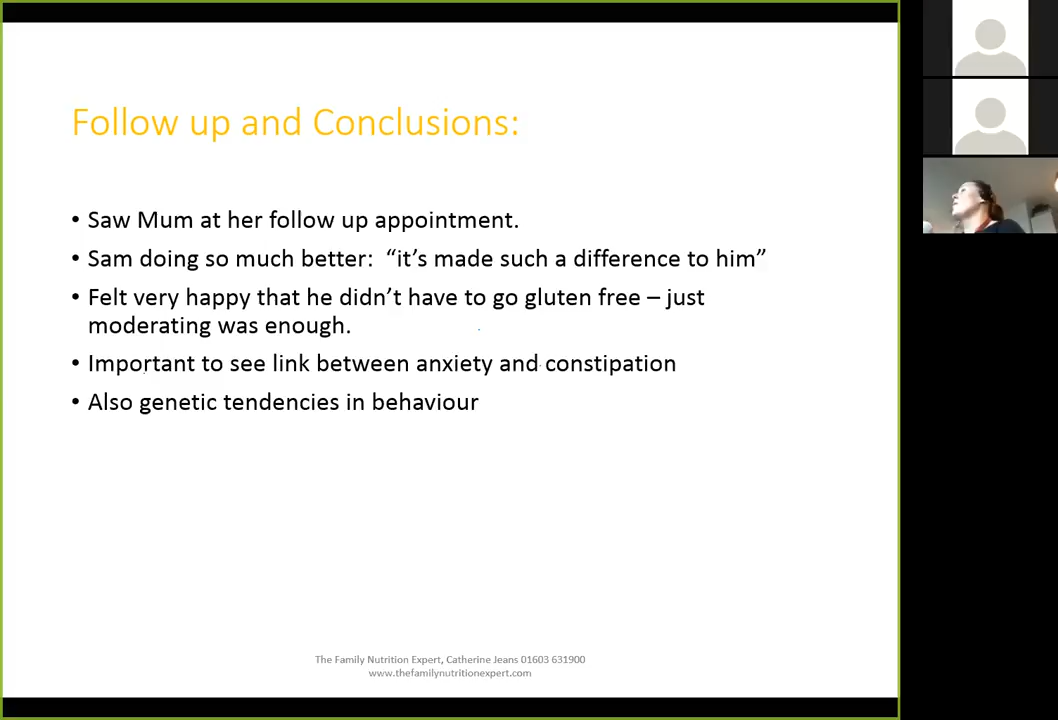 Follow up and Conclusions:
• Saw Mum at her follow up appointment.
• Sam doing so much better:  “it’s made such a difference to him”
• Felt very happy that he didn’t have to go gluten free – just
moderating was enough.
• Important to see link between anxiety and constipation
• Also genetic tendencies in behaviour
The Family Nutrition Expert, Catherine Jeans 01603 631900
www.thefamilynutritionexpert.com